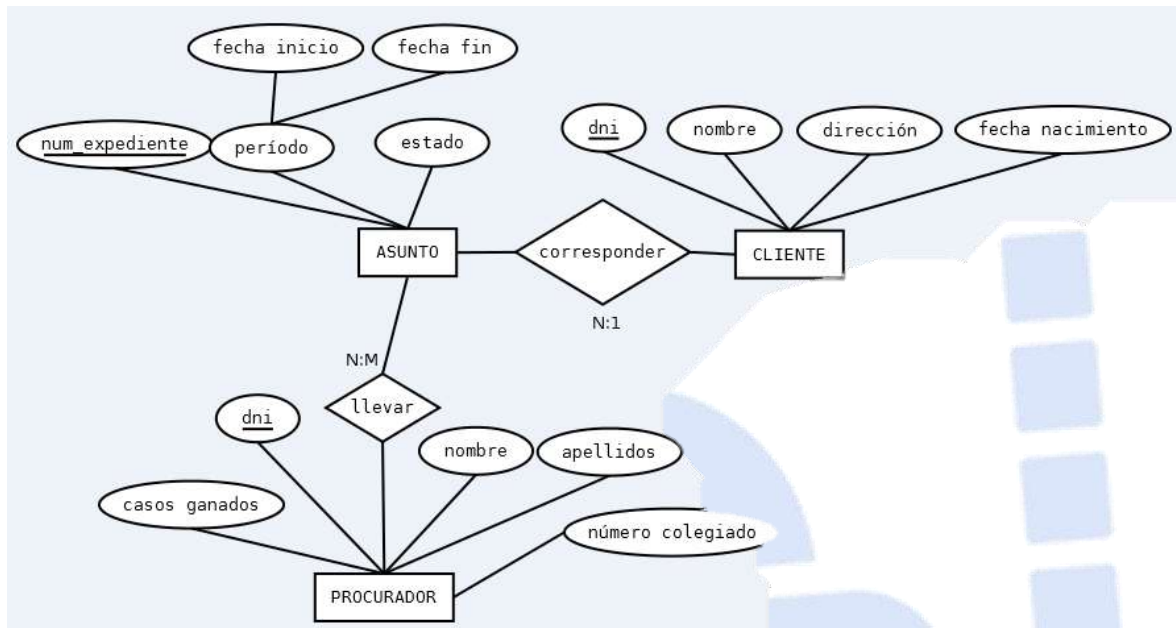 fecha inicio
fecha fin
num_expediente
período
estado
dni
nombre
dirección
fecha nacimiento
ASUNTO
corresponder
CLIENTE
N:1
N:M
llevar
dni
nombre
apellidos
casos ganados
número colegiado
PROCURADOR